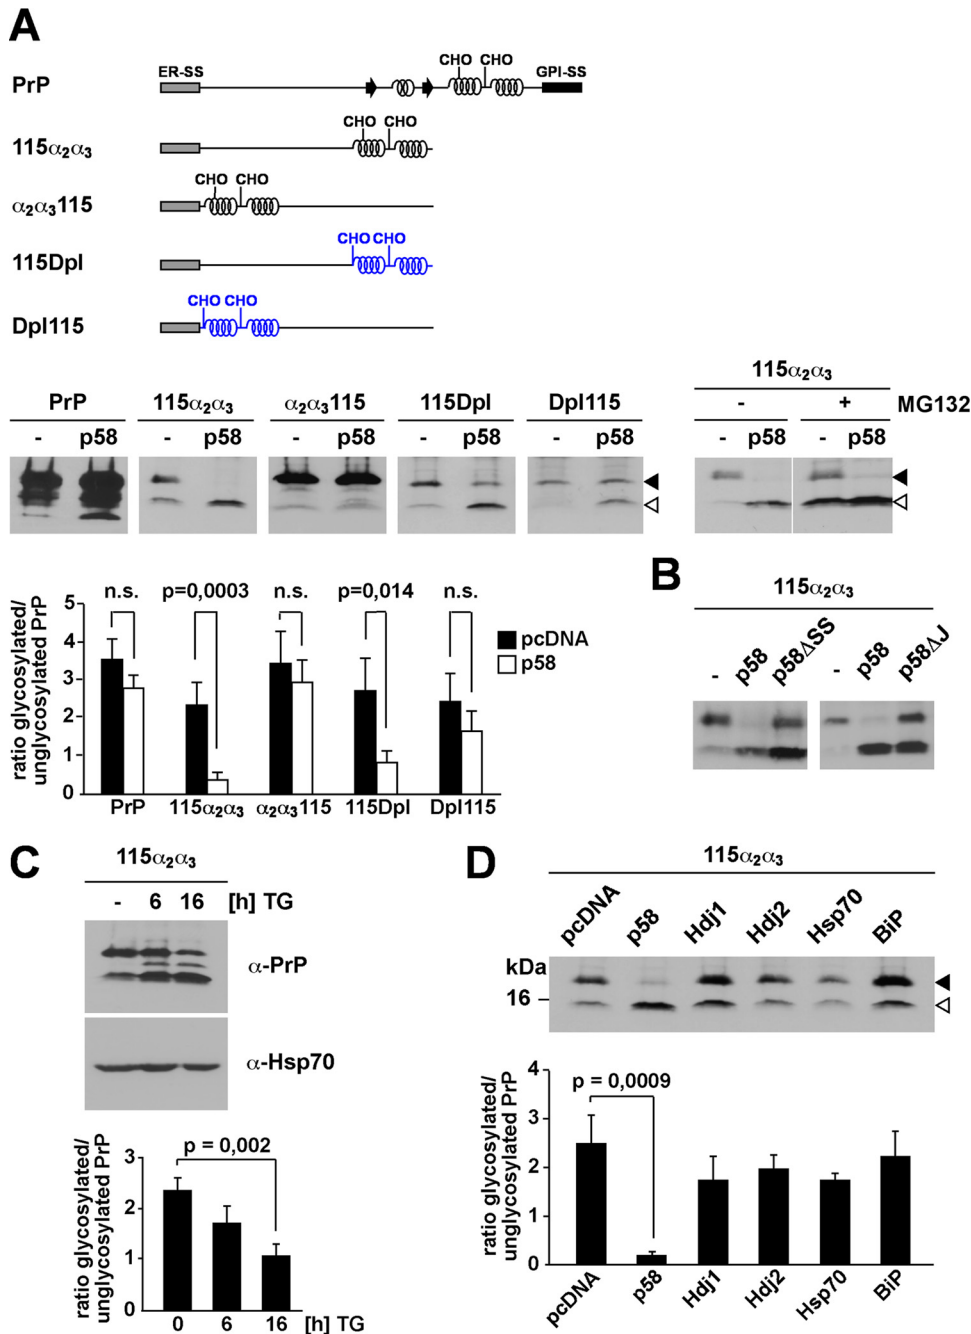 A
PrP ER-SS CHO CHO GPI-SS
115α₂α₃ CHO CHO
α₂α₃115 CHO CHO
115Dpl CHO CHO
Dpl115 CHO CHO
PrP 115α₂α₃ α₂α₃115 115Dpl Dpl115
- p58 - p58 - p58 - p58 - p58
115α₂α₃
- + MG132
- p58 - p58
ratio glycosylated/
unglycosylated PrP
5
4
3
2
1
0
n.s. p=0,0003 n.s. p=0,014 n.s.
pcDNA
p58
PrP 115α₂α₃ α₂α₃115 115Dpl Dpl115
B
115α₂α₃
- p58 p58ΔSS - p58 p58ΔJ
C
115α₂α₃
- 6 16 [h] TG
α-PrP
α-Hsp70
ratio glycosylated/
unglycosylated PrP
3
2
1
0
p = 0,002
0 6 16 [h] TG
D
115α₂α₃
pcDNA p58 Hdj1 Hdj2 Hsp70 BiP
kDa
16
ratio glycosylated/
unglycosylated PrP
4
3
2
1
0
p = 0,0009
pcDNA p58 Hdj1 Hdj2 Hsp70 BiP